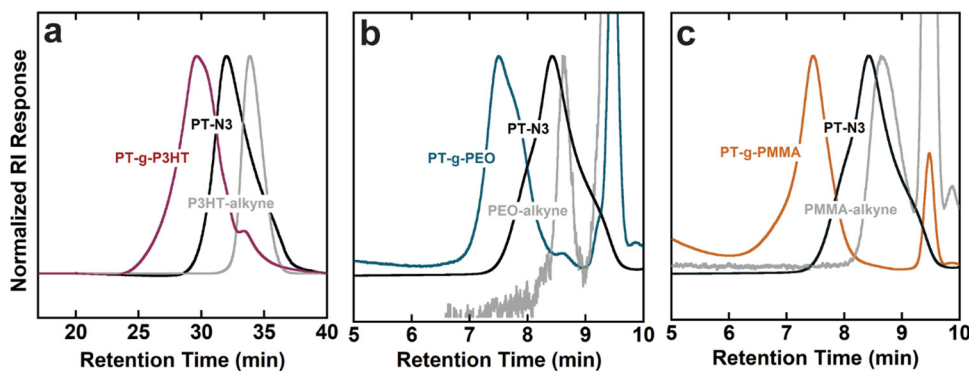 Normalized RI Response
a
PT-N3
PT-g-P3HT
P3HT-alkyne
20 25 30 35 40
Retention Time (min)
b
PT-N3
PT-g-PEO
PEO-alkyne
5 6 7 8 9 10
Retention Time (min)
c
PT-N3
PT-g-PMMA
PMMA-alkyne
5 6 7 8 9 10
Retention Time (min)